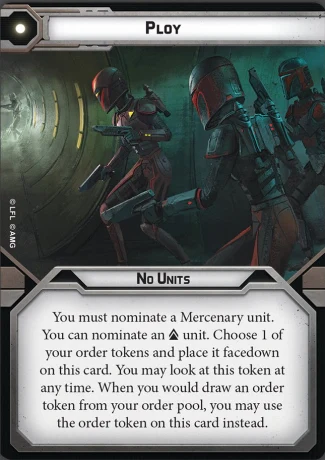 Ploy
© LFL © AMG
No Units
You must nominate a Mercenary unit.
You can nominate an unit. Choose 1 of
your order tokens and place it facedown
on this card. You may look at this token at
any time. When you would draw an order
token from your order pool, you may use
the order token on this card instead.